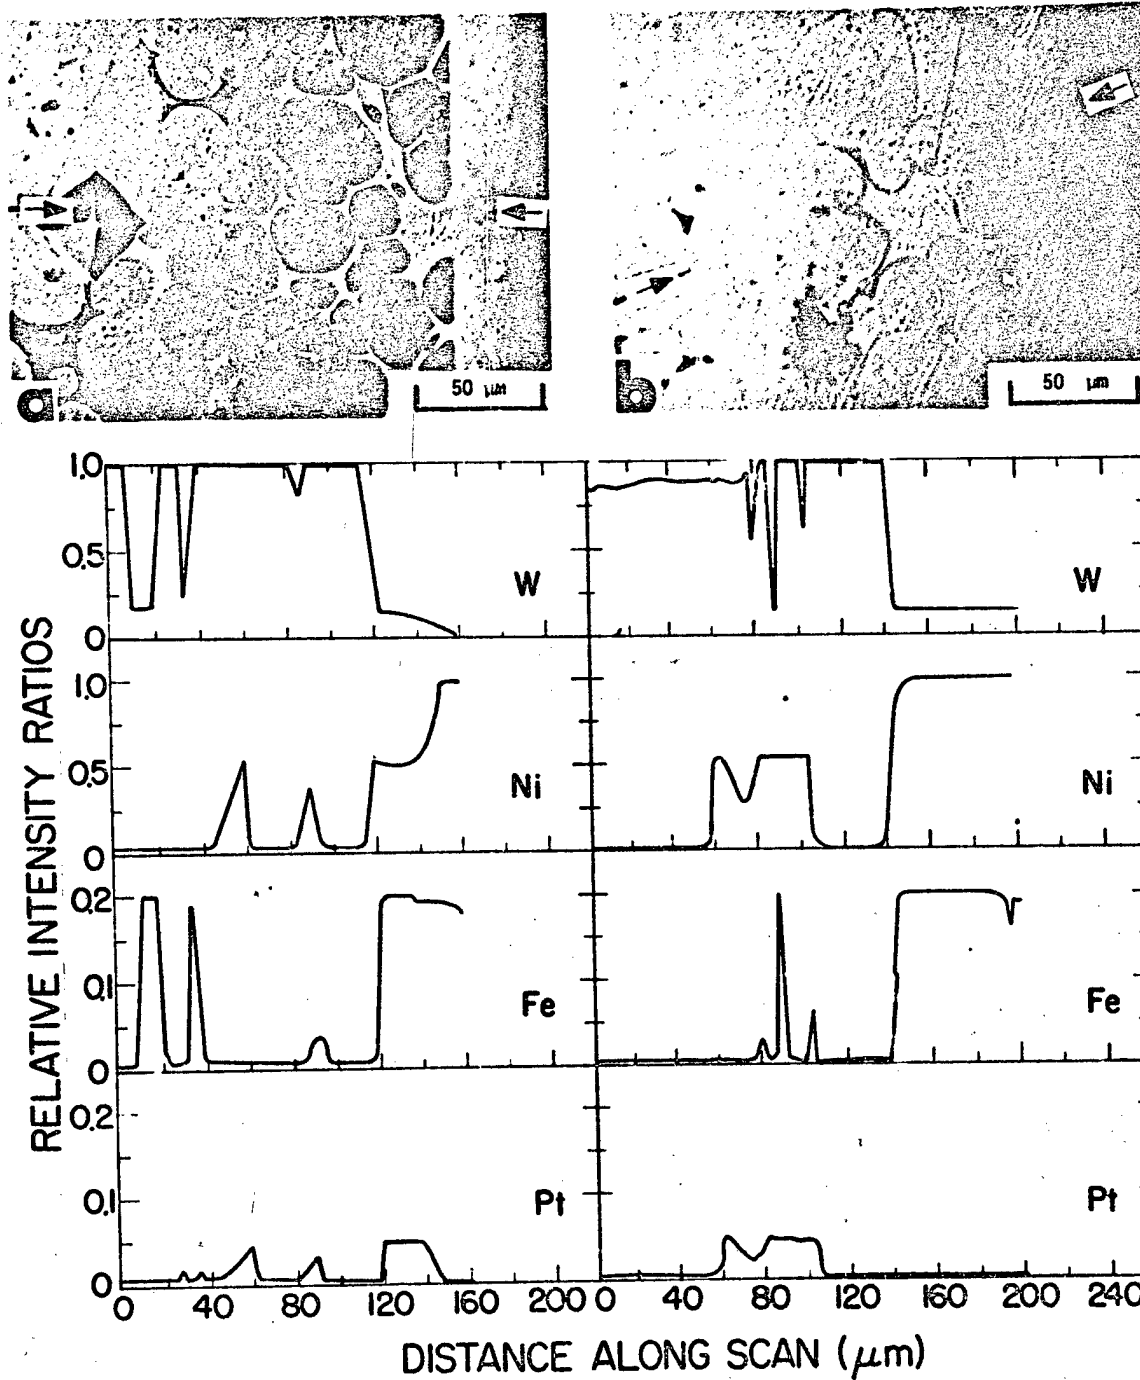 a
50 μm
b
50 μm
RELATIVE INTENSITY RATIOS
1.0
0.5
0
W
W
1.0
0.5
0
Ni
Ni
0.2
0.1
0
Fe
Fe
0.2
0.1
0
Pt
Pt
0 40 80 120 160 200 0 40 80 120 160 200 240
DISTANCE ALONG SCAN (μm)